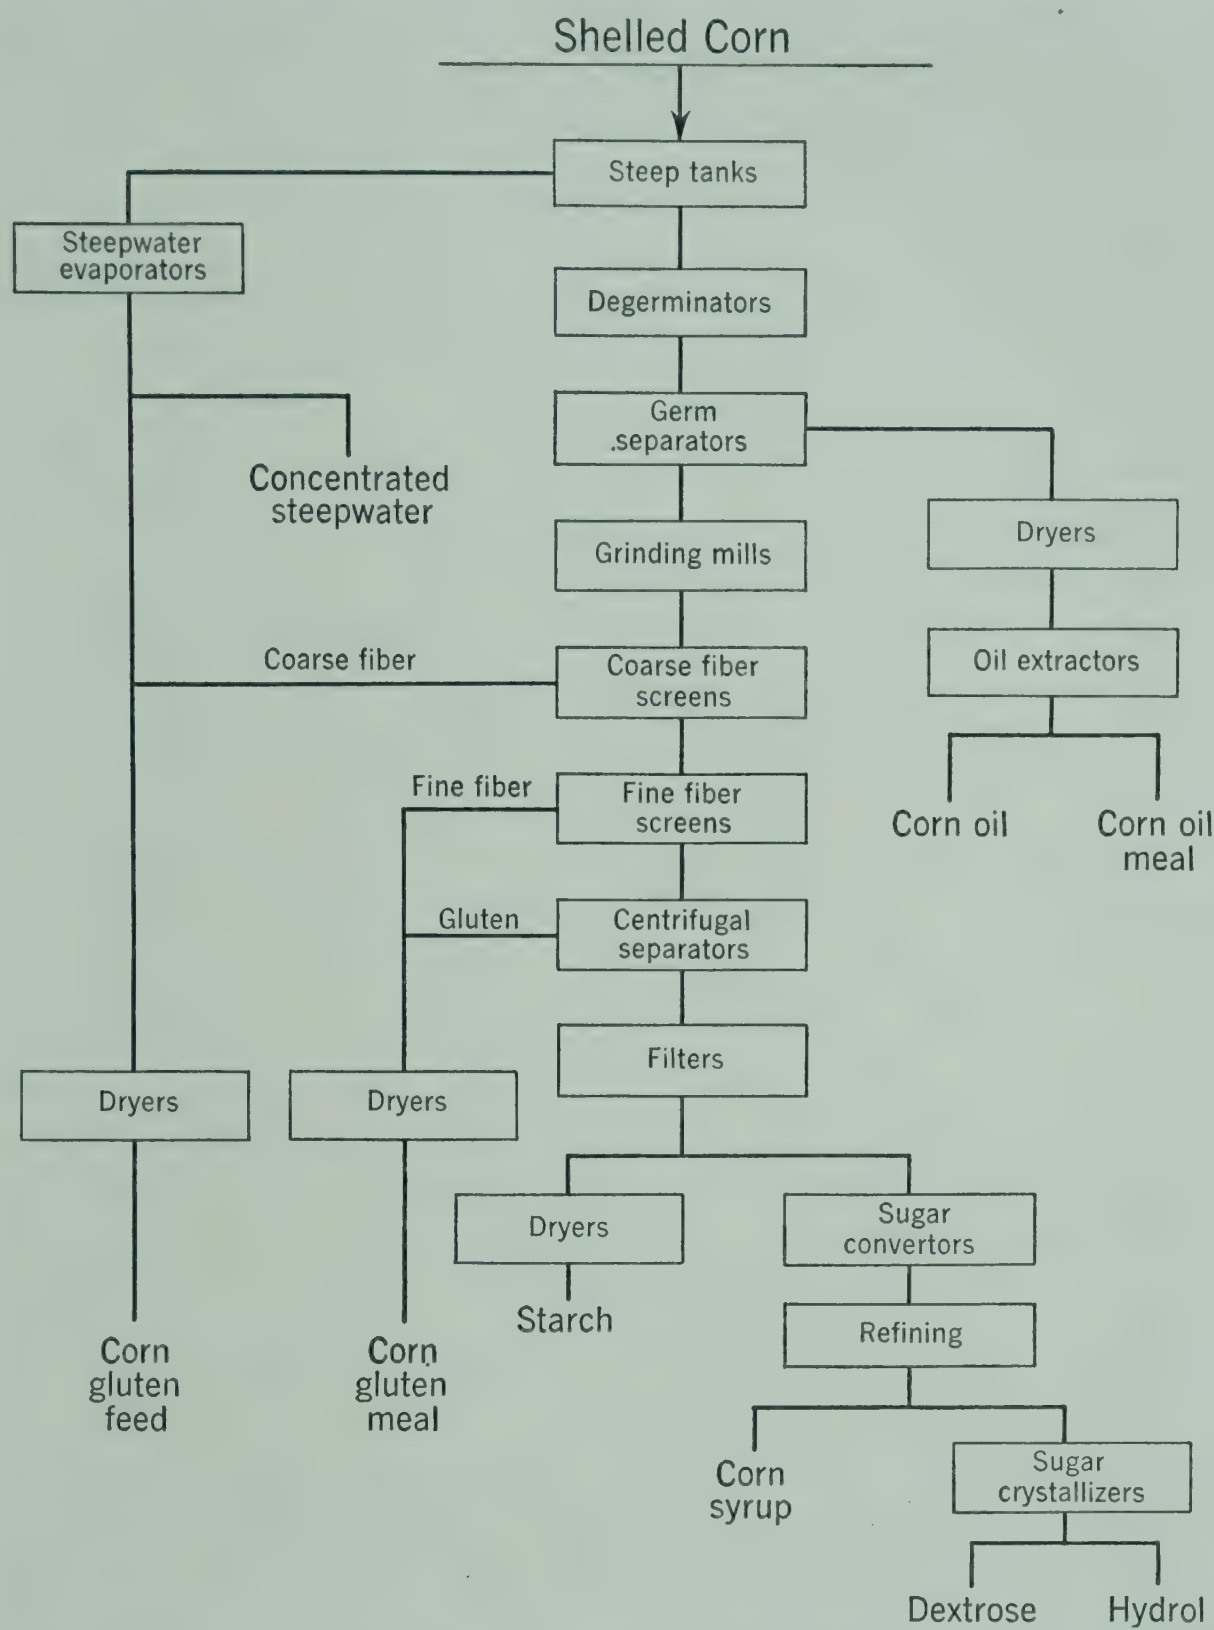 Shelled Corn
Steep tanks
Steepwater
evaporators
Degerminators
Germ
separators
Concentrated
steepwater
Dryers
Grinding mills
Coarse fiber
Coarse fiber
screens
Oil extractors
Fine fiber
Fine fiber
screens
Corn oil
Corn oil
meal
Gluten
Centrifugal
separators
Filters
Dryers
Dryers
Dryers
Sugar
convertors
Starch
Refining
Corn
gluten
feed
Corn
gluten
meal
Corn
syrup
Sugar
crystallizers
Dextrose
Hydrol